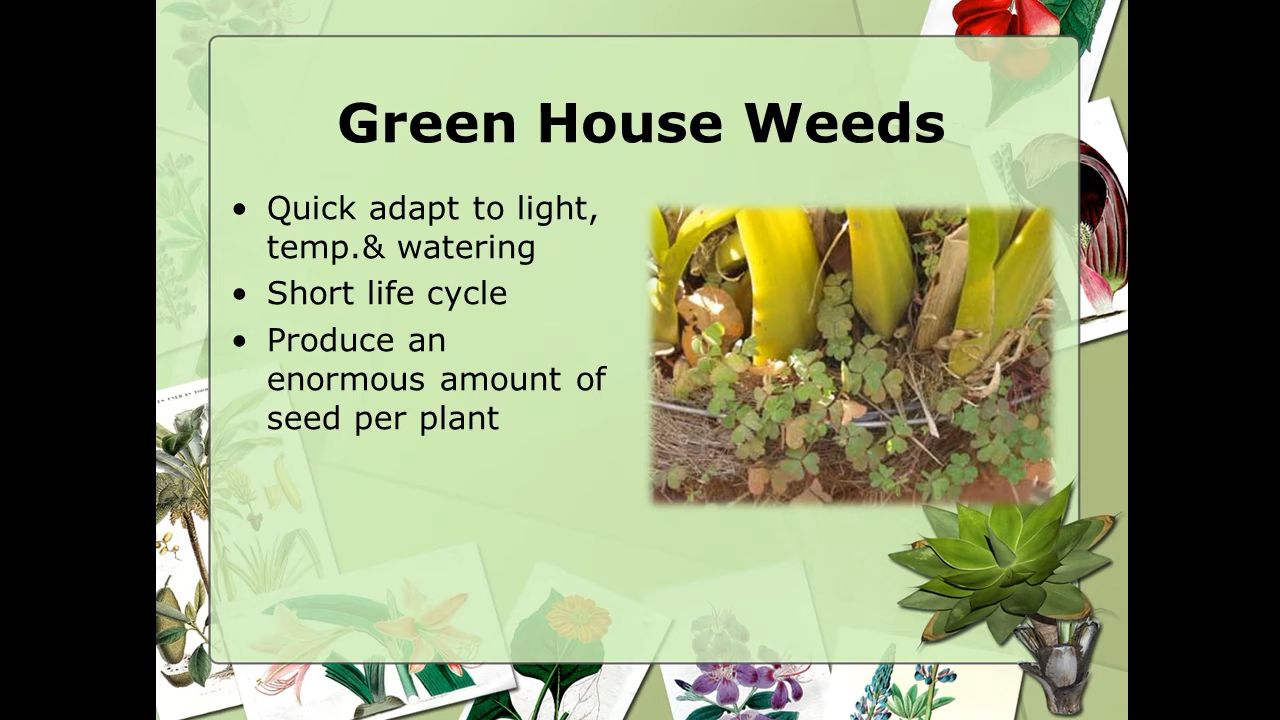 Green House Weeds
• Quick adapt to light,
temp.& watering
• Short life cycle
• Produce an
enormous amount of
seed per plant